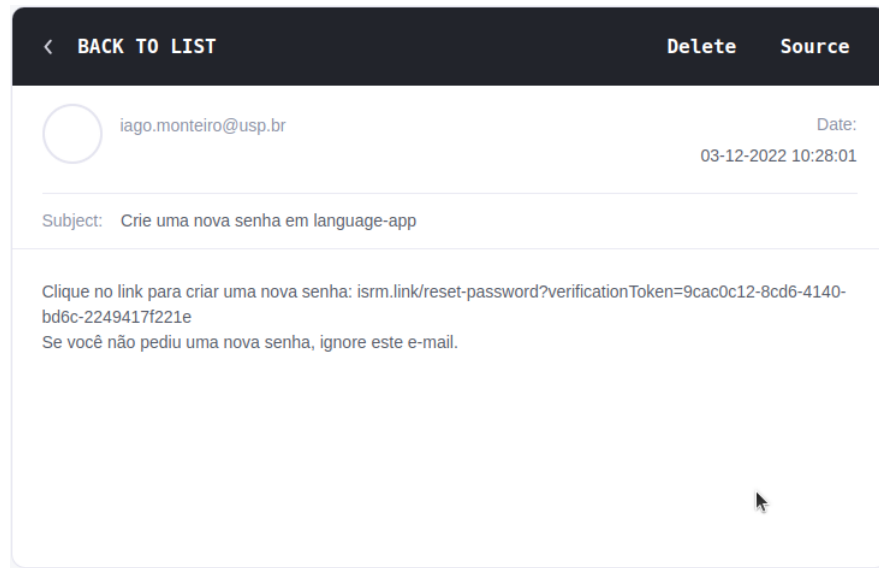 BACK TO LIST
Delete
Source
iago.monteiro@usp.br
Date:
03-12-2022 10:28:01
Subject: Crie uma nova senha em language-app
Clique no link para criar uma nova senha: isrm.link/reset-password?verificationToken=9cac0c12-8cd6-4140-
bd6c-2249417f221e
Se você não pediu uma nova senha, ignore este e-mail.